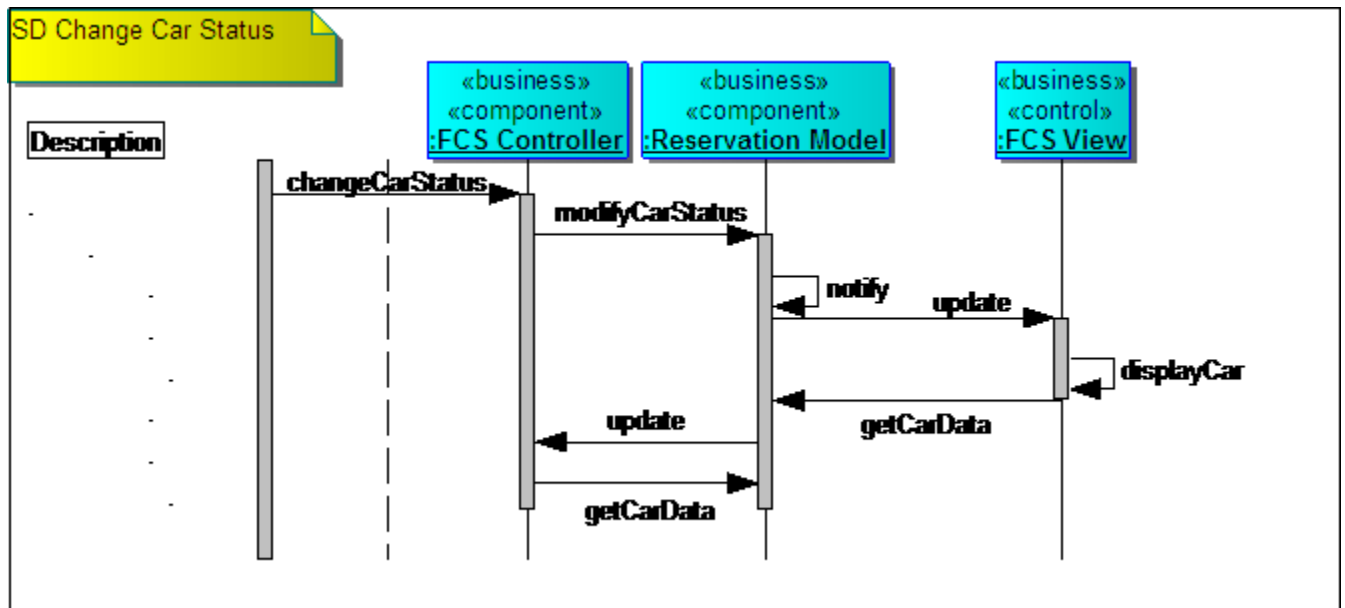 SD Change Car Status
«business»
«component»
:FCS Controller
«business»
«component»
:Reservation Model
«business»
«control»
:FCS View
Description
changeCarStatus
modifyCarStatus
notify
update
displayCar
getCarData
update
getCarData